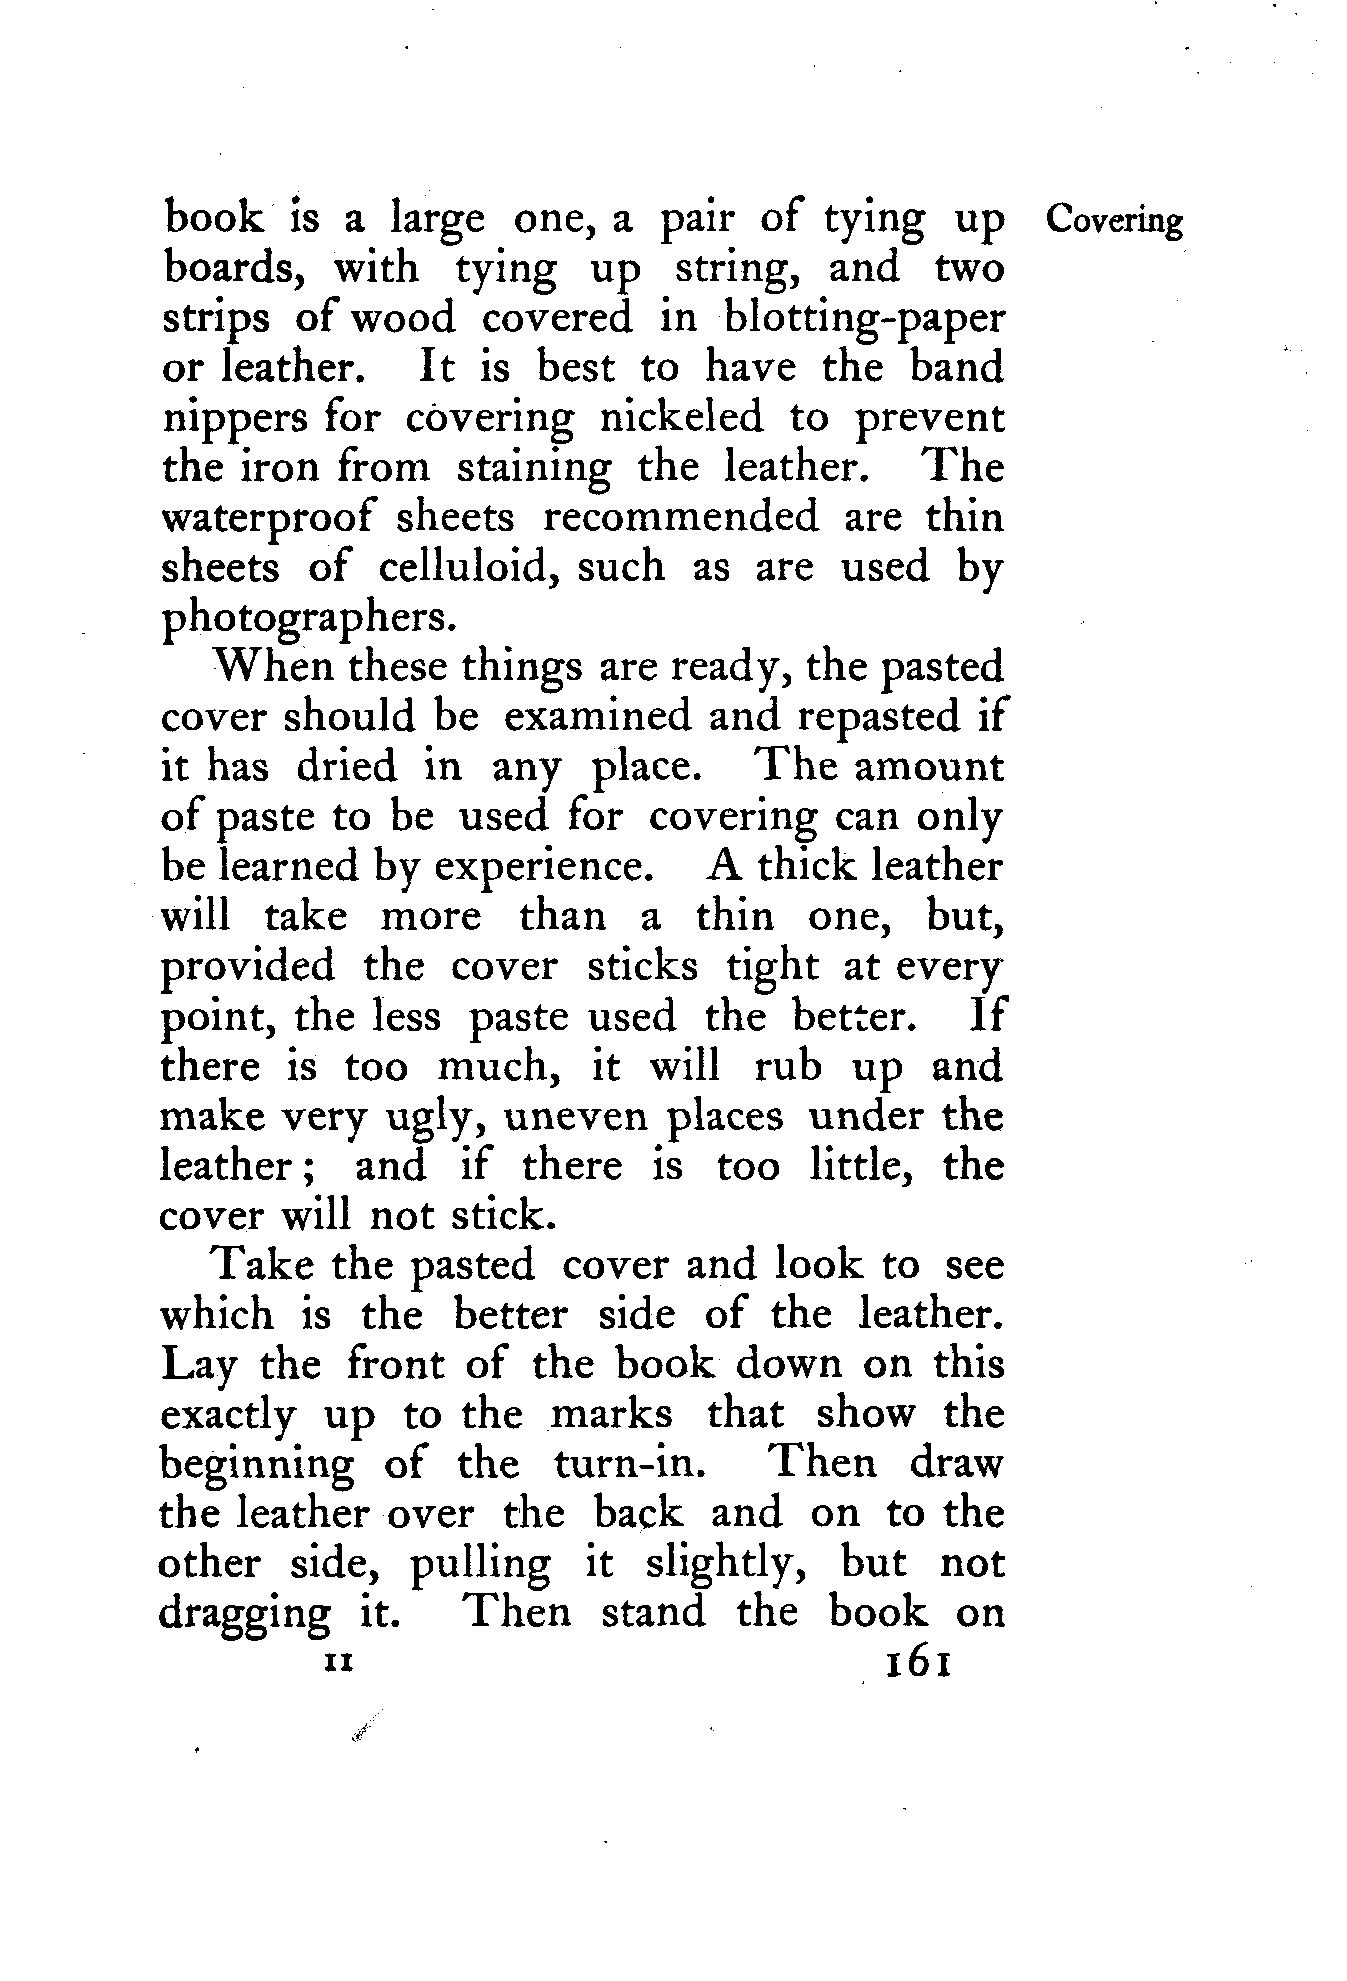 book is a large one, a pair of tying up
Covering
boards, with tying up string, and two
strips of wood covered in blotting-paper
or leather. It is best to have the band
nippers for covering nickeled to prevent
the iron from staining the leather. The
waterproof sheets recommended are thin
sheets of celluloid, such as are used by
photographers.
When these things are ready, the pasted
cover should be examined and repasted if
it has dried in any place. The amount
of paste to be used for covering can only
be learned by experience. A thick leather
will take more than a thin one, but,
provided the cover sticks tight at every
point, the less paste used the better. If
there is too much, it will rub up and
make very ugly, uneven places under the
leather; and if there is too little, the
cover will not stick.
Take the pasted cover and look to see
which is the better side of the leather.
Lay the front of the book down on this
exactly up to the marks that show the
beginning of the turn-in. Then draw
the leather over the back and on to the
other side, pulling it slightly, but not
dragging it. Then stand the book on
11 161